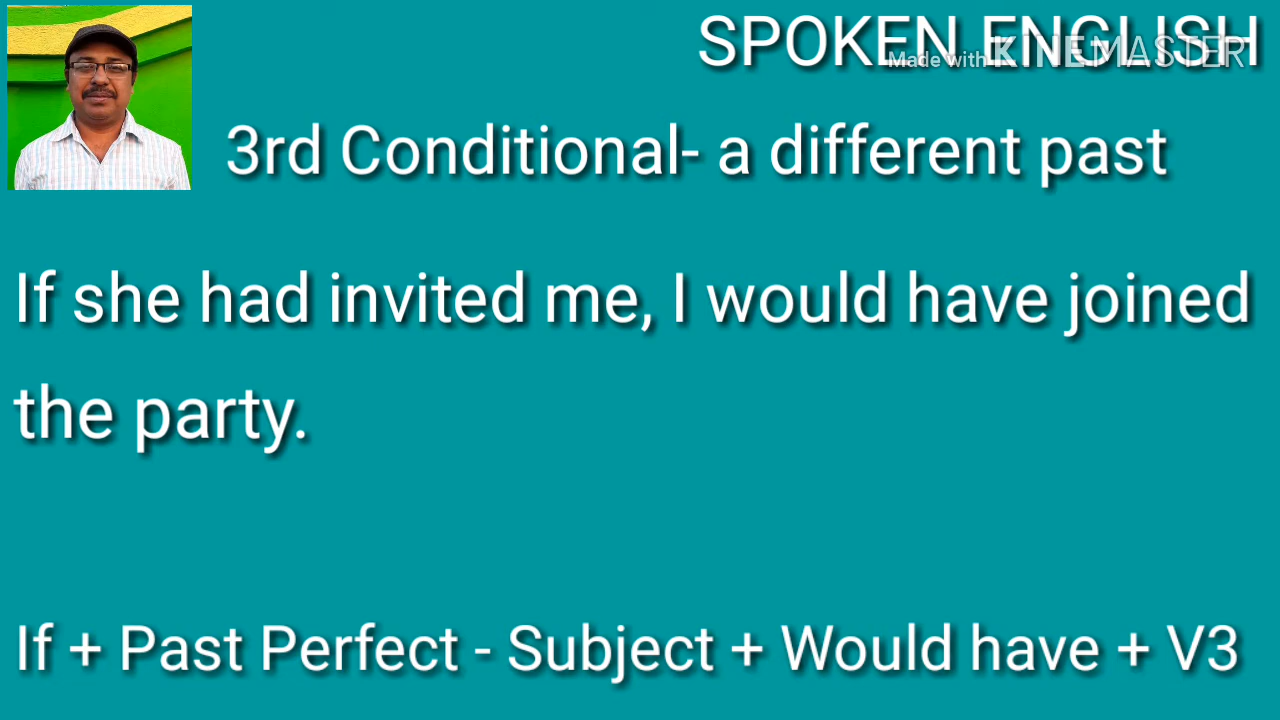 SPOKEN ENGLISH
Made with KINEMASTER
3rd Conditional- a different past
If she had invited me, I would have joined
the party.
If + Past Perfect - Subject + Would have + V3